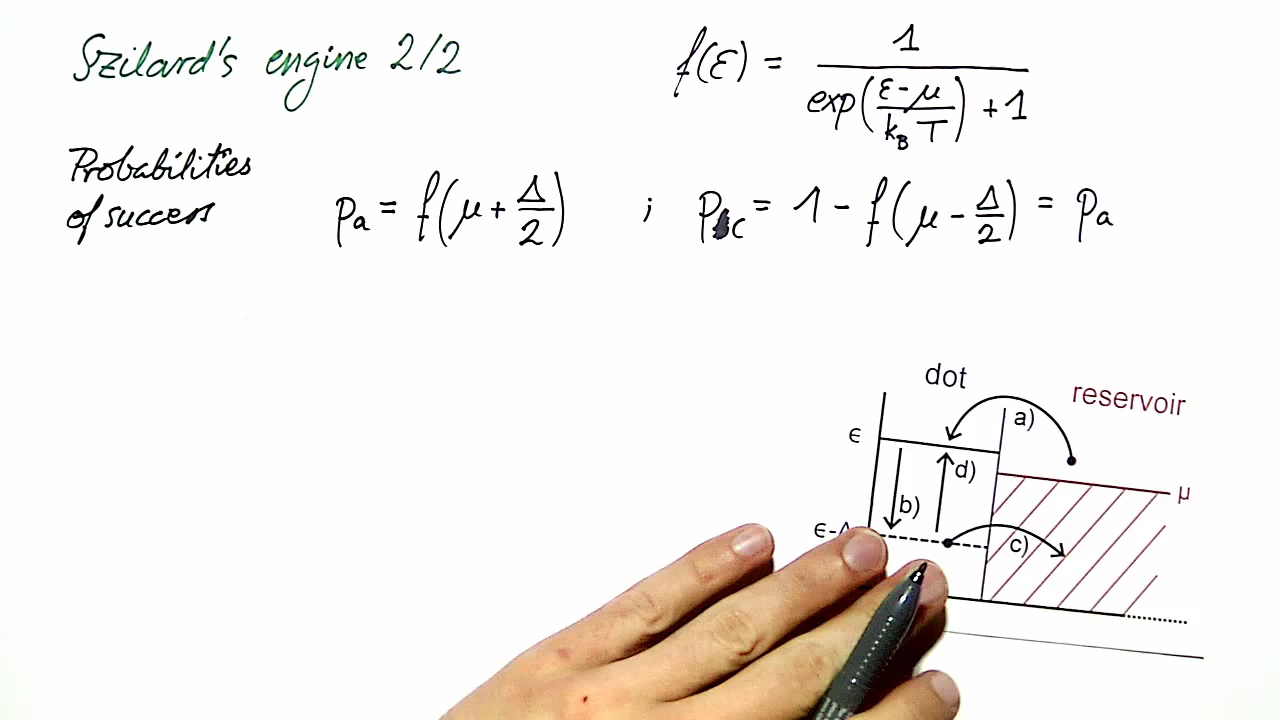 Szilard's engine 2/2
f(ε) = 1 / (exp((ε-μ)/(k_B T)) + 1)
Probabilities
of success
p_a = f(μ + Δ/2) ; p_c = 1 - f(μ - Δ/2) = p_a
dot
reservoir
a)
ϵ
d)
μ
b)
ϵ-Δ
c)